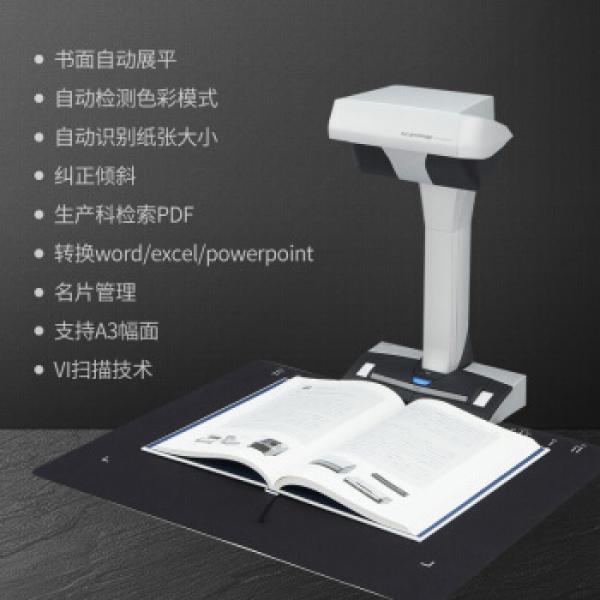 书面自动展平
自动检测色彩模式
自动识别纸张大小
纠正倾斜
生产科检索PDF
转换word/excel/powerpoint
名片管理
支持A3幅面
VI扫描技术